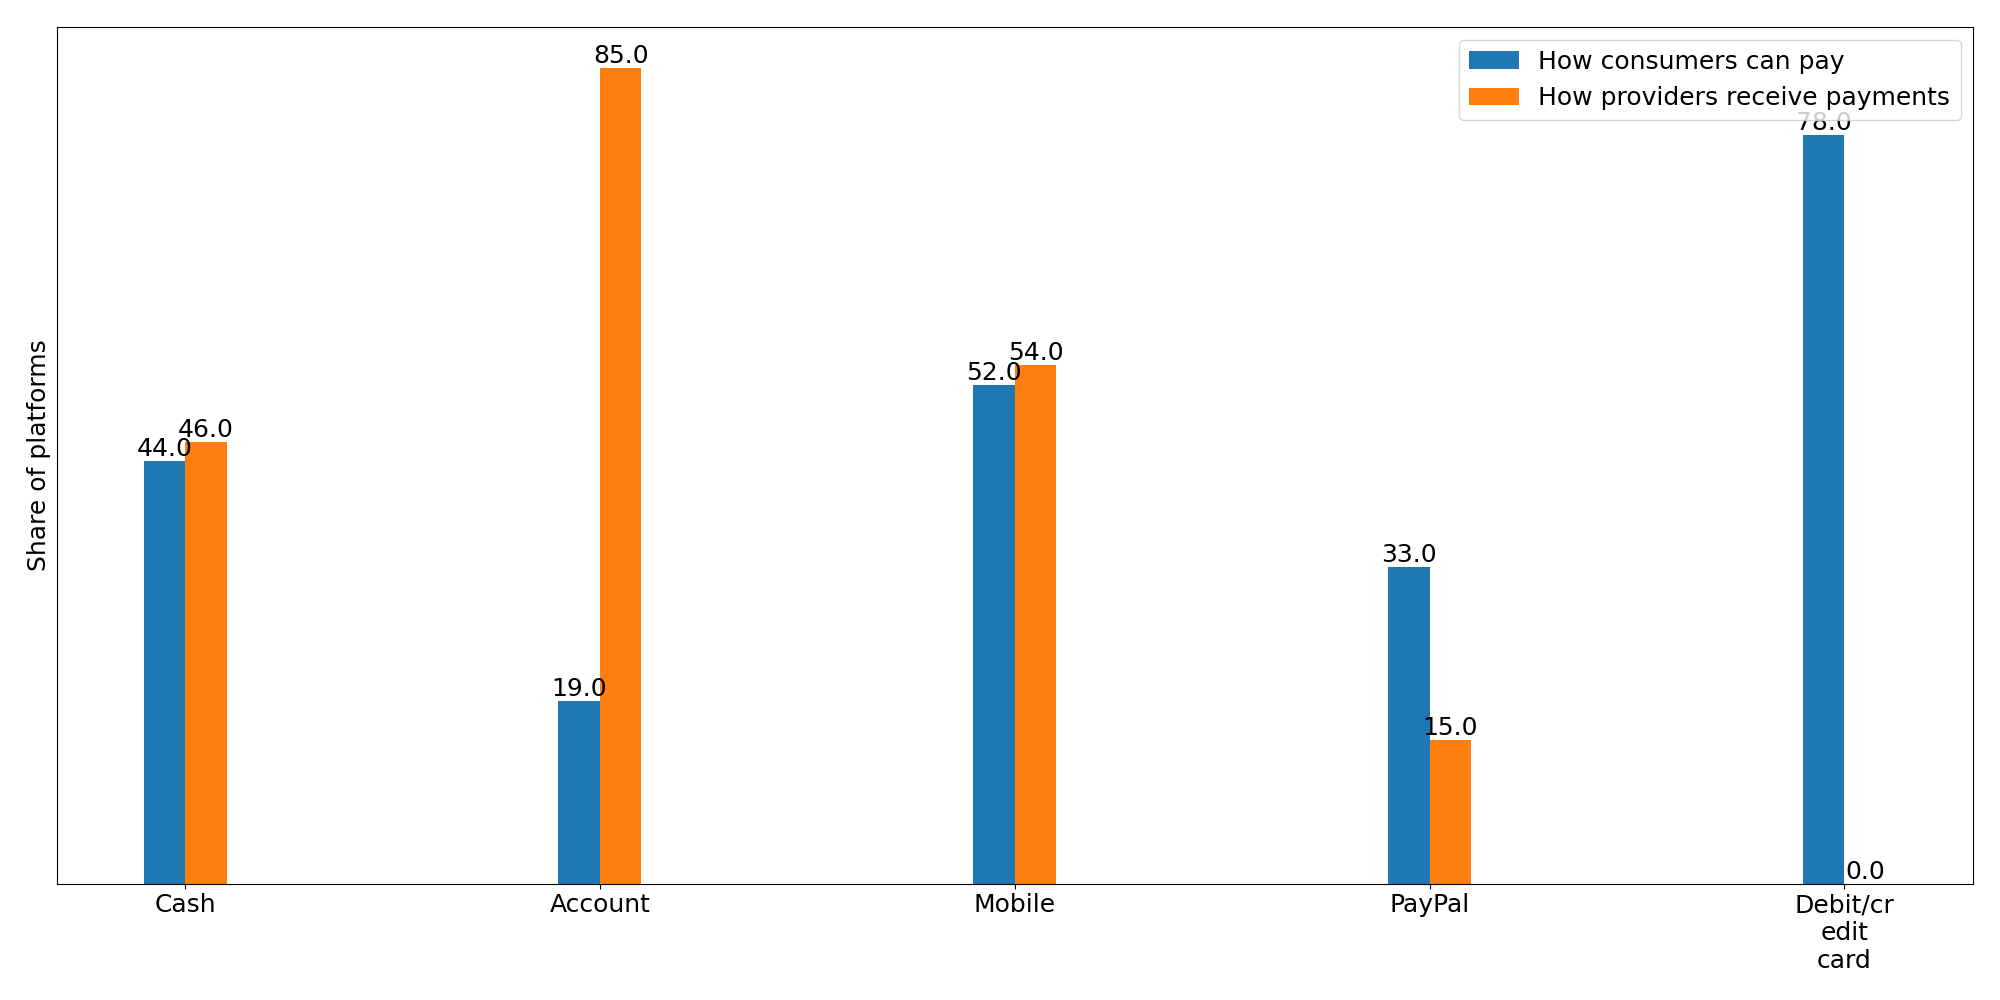 How consumers can pay
How providers receive payments
85.0
78.0
54.0
52.0
46.0
44.0
33.0
19.0
15.0
0.0
Share of platforms
Cash
Account
Mobile
PayPal
Debit/cr
edit
card